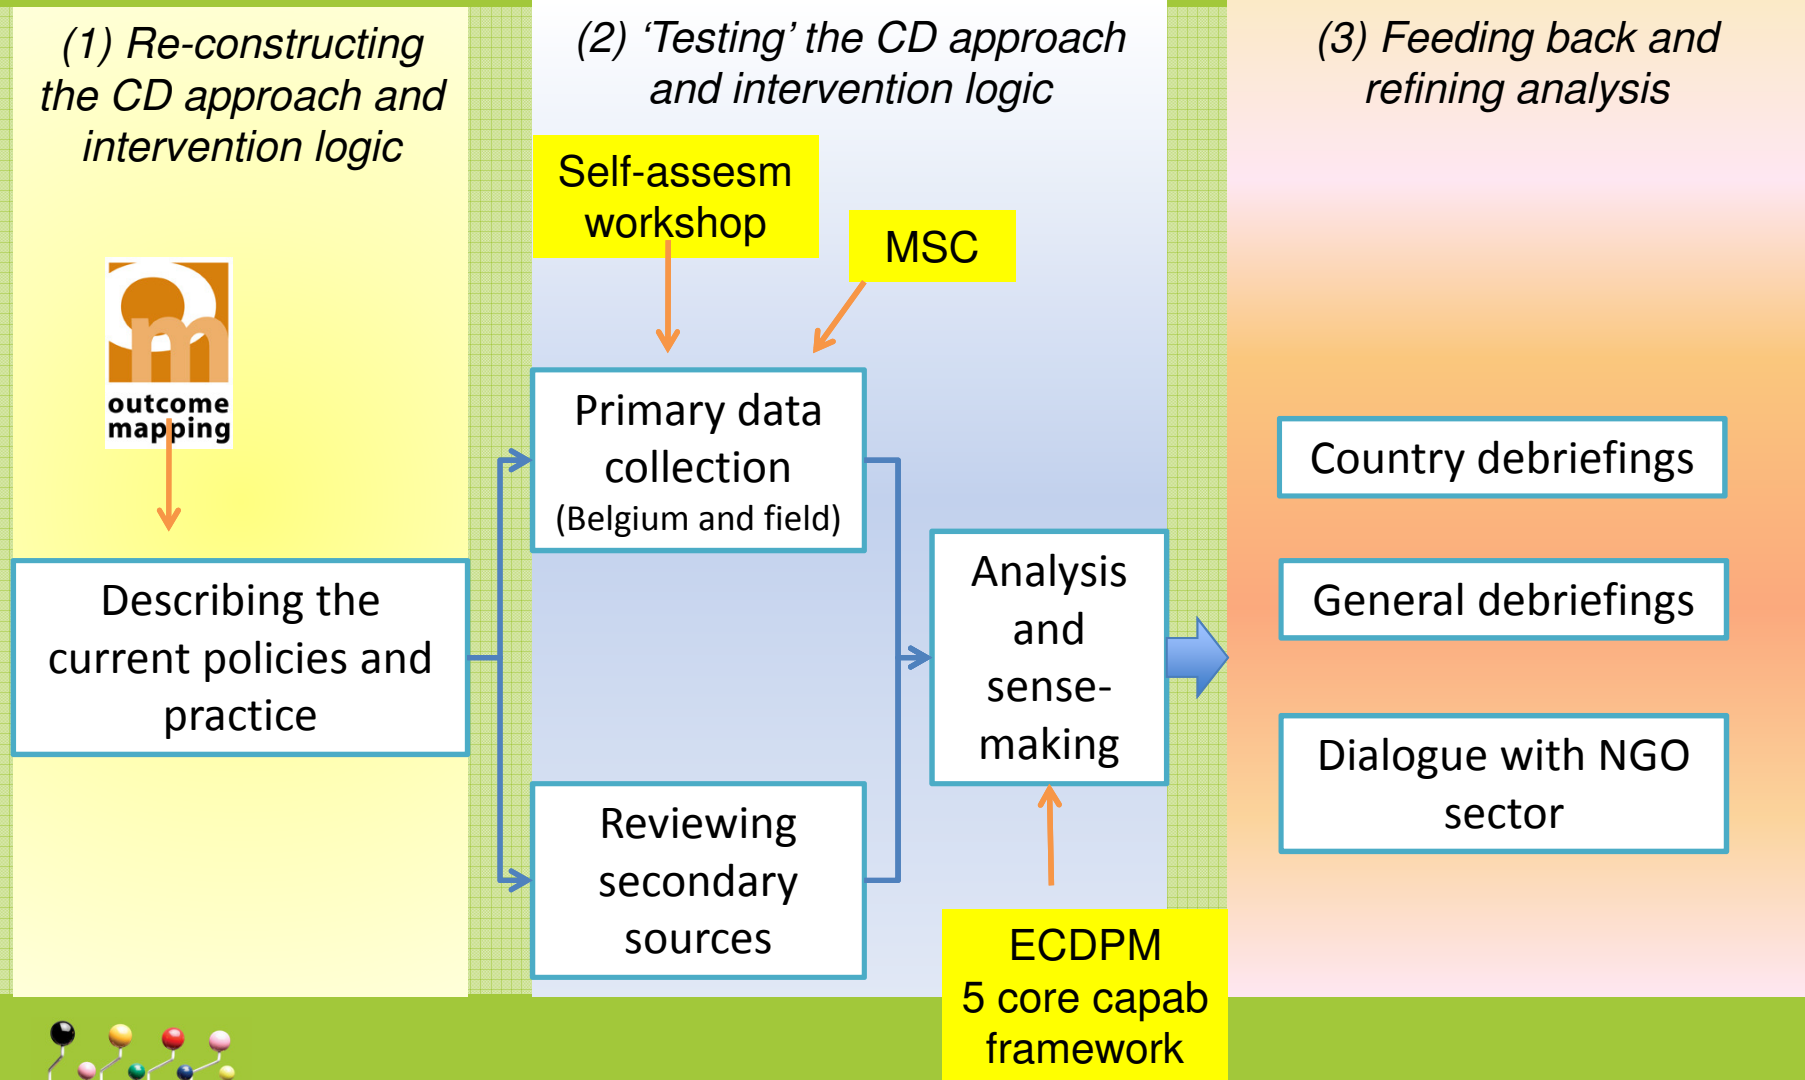 (1) Re-constructing
the CD approach and
intervention logic
outcome
mapping
Describing the
current policies and
practice
(2) ‘Testing’ the CD approach
and intervention logic
Self-assesm
workshop
MSC
Primary data
collection
(Belgium and field)
Reviewing
secondary
sources
Analysis
and
sense-
making
ECDPM
5 core capab
framework
(3) Feeding back and
refining analysis
Country debriefings
General debriefings
Dialogue with NGO
sector